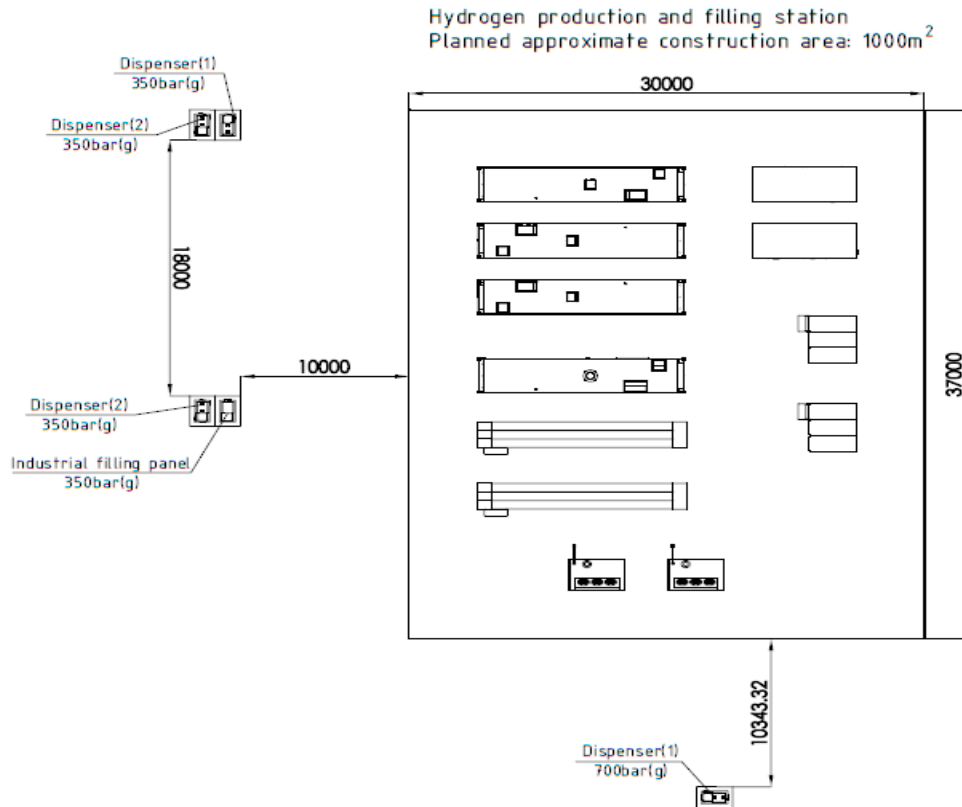 Hydrogen production and filling station
Planned approximate construction area: 1000m²
Dispenser(1)
350bar(g)
30000
Dispenser(2)
350bar(g)
18000
10000
37000
Dispenser(2)
350bar(g)
Industrial filling panel
350bar(g)
10343.32
Dispenser(1)
700bar(g)